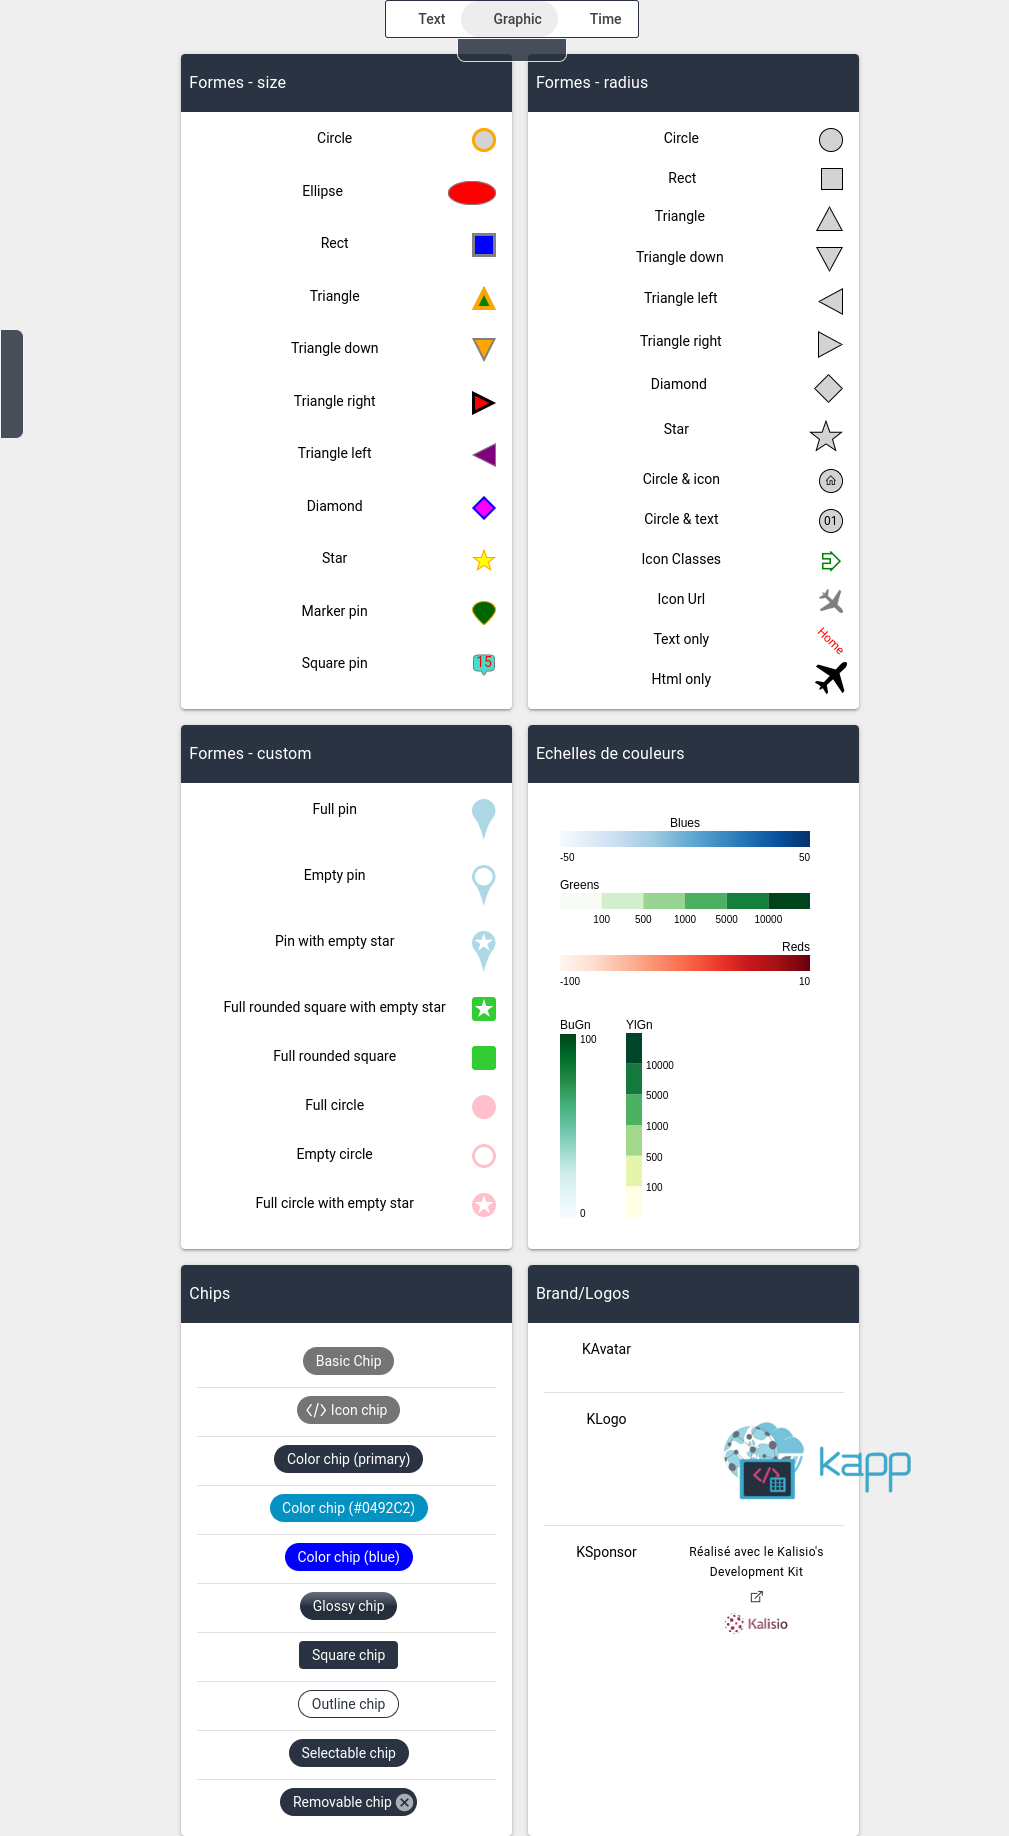 Text Graphic Time
Formes - size
Circle
Ellipse
Rect
Triangle
Triangle down
Triangle right
Triangle left
Diamond
Star
Marker pin
Square pin 15
Formes - radius
Circle
Rect
Triangle
Triangle down
Triangle left
Triangle right
Diamond
Star
Circle & icon
Circle & text 01
Icon Classes
Icon Url
Text only Home
Html only
Formes - custom
Full pin
Empty pin
Pin with empty star
Full rounded square with empty star
Full rounded square
Full circle
Empty circle
Full circle with empty star
Echelles de couleurs
Blues
-50 50
Greens
100 500 1000 5000 10000
Reds
-100 10
BuGn
100
0
YlGn
10000
5000
1000
500
100
Chips
Basic Chip
</> Icon chip
Color chip (primary)
Color chip (#0492C2)
Color chip (blue)
Glossy chip
Square chip
Outline chip
Selectable chip
Removable chip
Brand/Logos
KAvatar
KLogo
</> kapp
KSponsor
Réalisé avec le Kalisio's
Development Kit
Kalisio